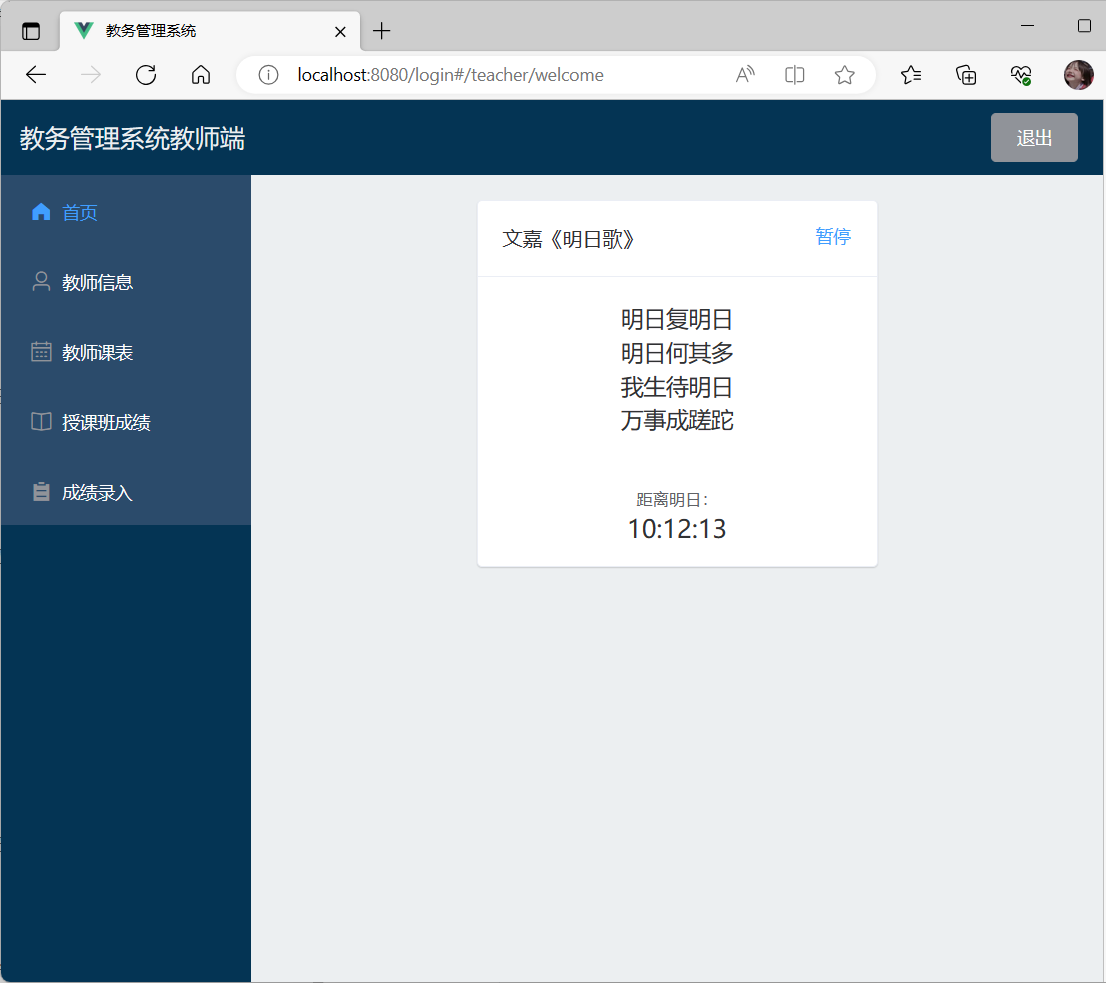 教务管理系统
localhost:8080/login#/teacher/welcome
教务管理系统教师端
退出
首页
教师信息
教师课表
授课班成绩
成绩录入
文嘉《明日歌》
暂停
明日复明日
明日何其多
我生待明日
万事成蹉跎
距离明日：
10:12:13